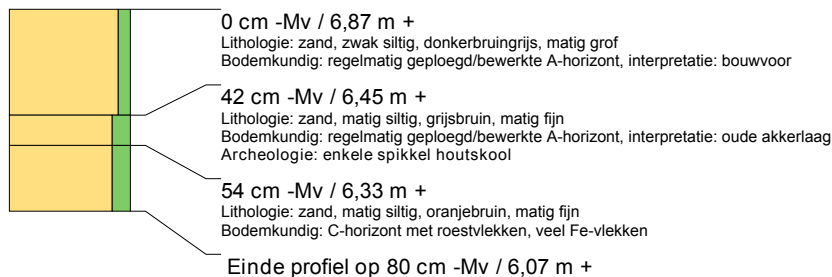 0 cm -Mv / 6,87 m +
Lithologie: zand, zwak siltig, donkerbruingrijs, matig grof
Bodemkundig: regelmatig geploegd/bewerkte A-horizont, interpretatie: bouwvoor
42 cm -Mv / 6,45 m +
Lithologie: zand, matig siltig, grijsbruin, matig fijn
Bodemkundig: regelmatig geploegd/bewerkte A-horizont, interpretatie: oude akkerlaag
Archeologie: enkele spikkel houtskool
54 cm -Mv / 6,33 m +
Lithologie: zand, matig siltig, oranjebruin, matig fijn
Bodemkundig: C-horizont met roestvlekken, veel Fe-vlekken
Einde profiel op 80 cm -Mv / 6,07 m +